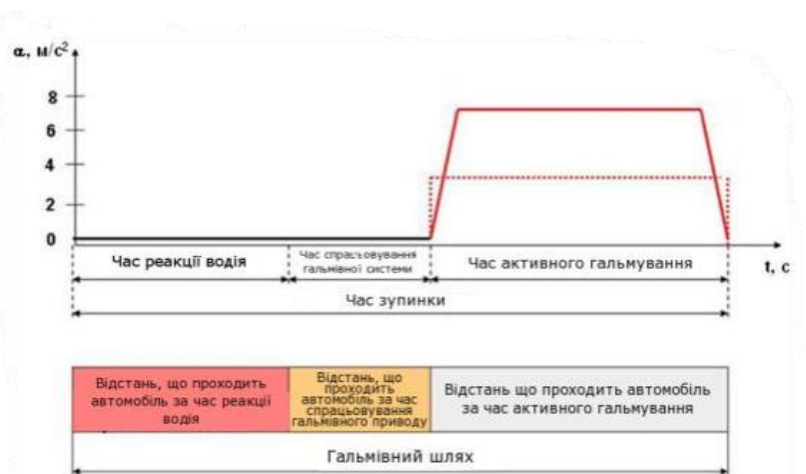 α, м/с²
8
6
4
2
0
Час реакції водія
Час спрацьовування
гальмівної системи
Час активного гальмування
t, с
Час зупинки
Відстань, що проходить
автомобіль за час реакції
водія
Відстань, що
проходить
автомобіль за час
спрацьовування
гальмівного приводу
Відстань що проходить автомобіль
за час активного гальмування
Гальмівний шлях